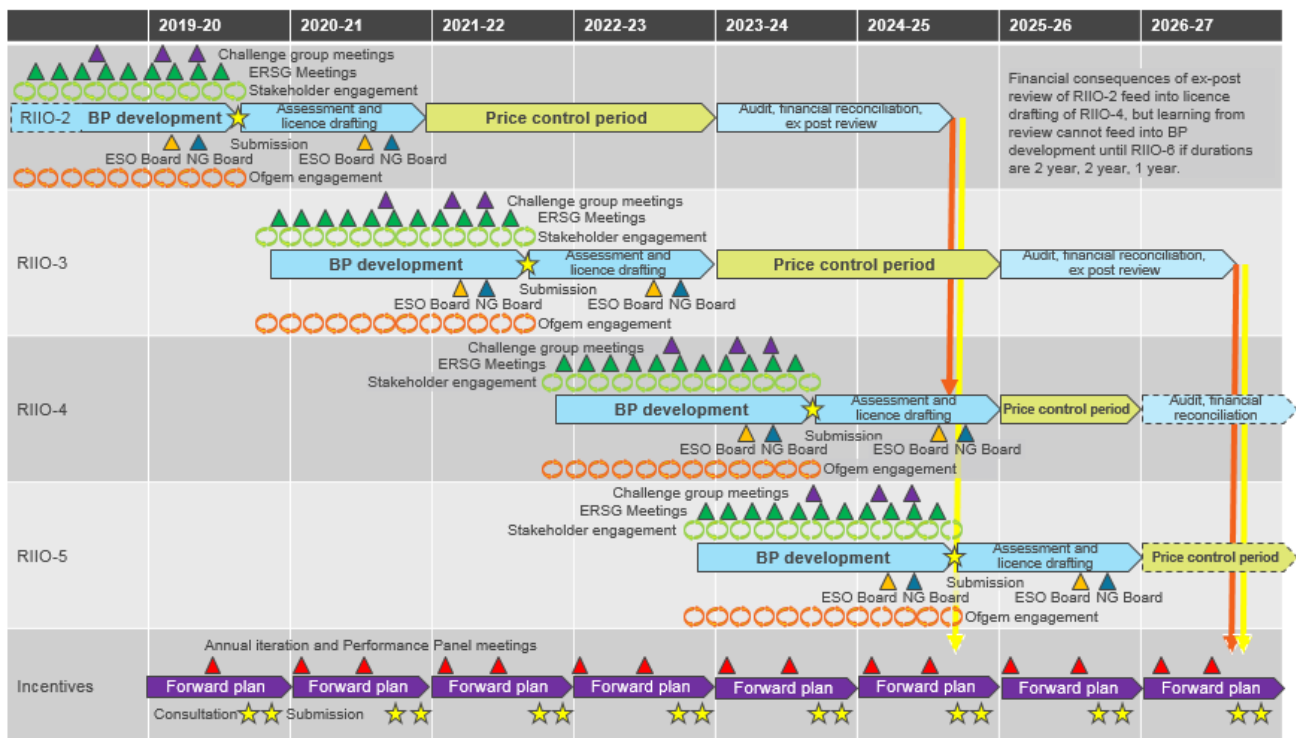 2019-20 2020-21 2021-22 2022-23 2023-24 2024-25 2025-26 2026-27
Challenge group meetings
ERSG Meetings
Stakeholder engagement
RIIO-2 BP development
Assessment and
licence drafting
Price control period
Audit, financial reconciliation,
ex post review
Submission
ESO Board NG Board
ESO Board NG Board
Ofgem engagement
Financial consequences of ex-post
review of RIIO-2 feed into licence
drafting of RIIO-4, but learning from
review cannot feed into BP
development until RIIO-6 if durations
are 2 year, 2 year, 1 year.
RIIO-3
Challenge group meetings
ERSG Meetings
Stakeholder engagement
BP development
Assessment and
licence drafting
Price control period
Audit, financial reconciliation,
ex post review
Submission
ESO Board NG Board
ESO Board NG Board
Ofgem engagement
RIIO-4
Challenge group meetings
ERSG Meetings
Stakeholder engagement
BP development
Assessment and
licence drafting
Price control period
Audit, financial
reconciliation
Submission
ESO Board NG Board
ESO Board NG Board
Ofgem engagement
RIIO-5
Challenge group meetings
ERSG Meetings
Stakeholder engagement
BP development
Assessment and
licence drafting
Price control period
Submission
ESO Board NG Board
ESO Board NG Board
Ofgem engagement
Incentives
Annual iteration and Performance Panel meetings
Forward plan Forward plan Forward plan Forward plan Forward plan Forward plan Forward plan Forward plan
Consultation Submission